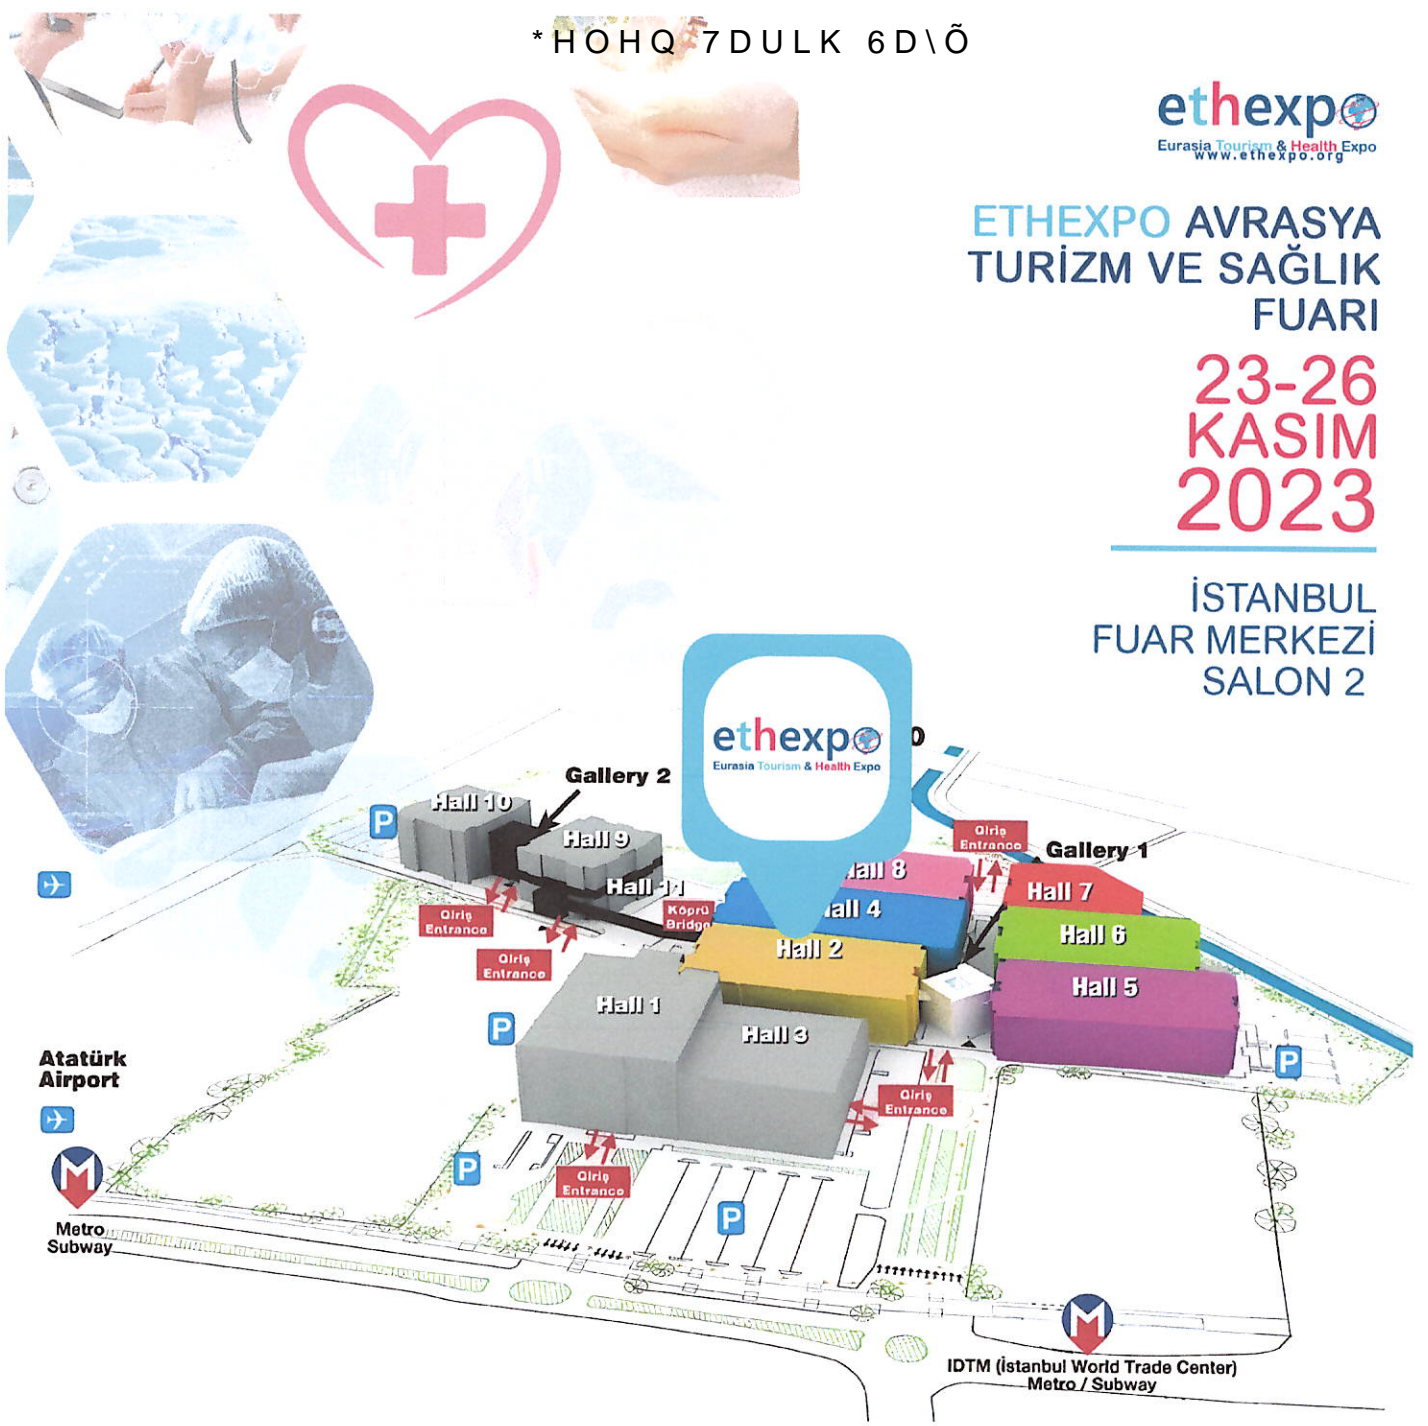 *HOHQ 7DULK 6D\Õ
ethexpo
Eurasia Tourism & Health Expo
www.ethexpo.org
ETHEXPO AVRASYA
TURİZM VE SAĞLIK
FUARI
23-26
KASIM
2023
İSTANBUL
FUAR MERKEZİ
SALON 2
ethexpo
Eurasia Tourism & Health Expo
Gallery 2
Hall 10
P
Hall 9
Hall 11
Giriş
Entrance
Gallery 1
Hall 8
Hall 7
Köprü
Bridge
Hall 4
Giriş
Entrance
Hall 6
Hall 2
Giriş
Entrance
Hall 5
Hall 1
Hall 3
P
P
Atatürk
Airport
Giriş
Entrance
P
Giriş
Entrance
P
M
Metro
Subway
M
IDTM (İstanbul World Trade Center)
Metro / Subway